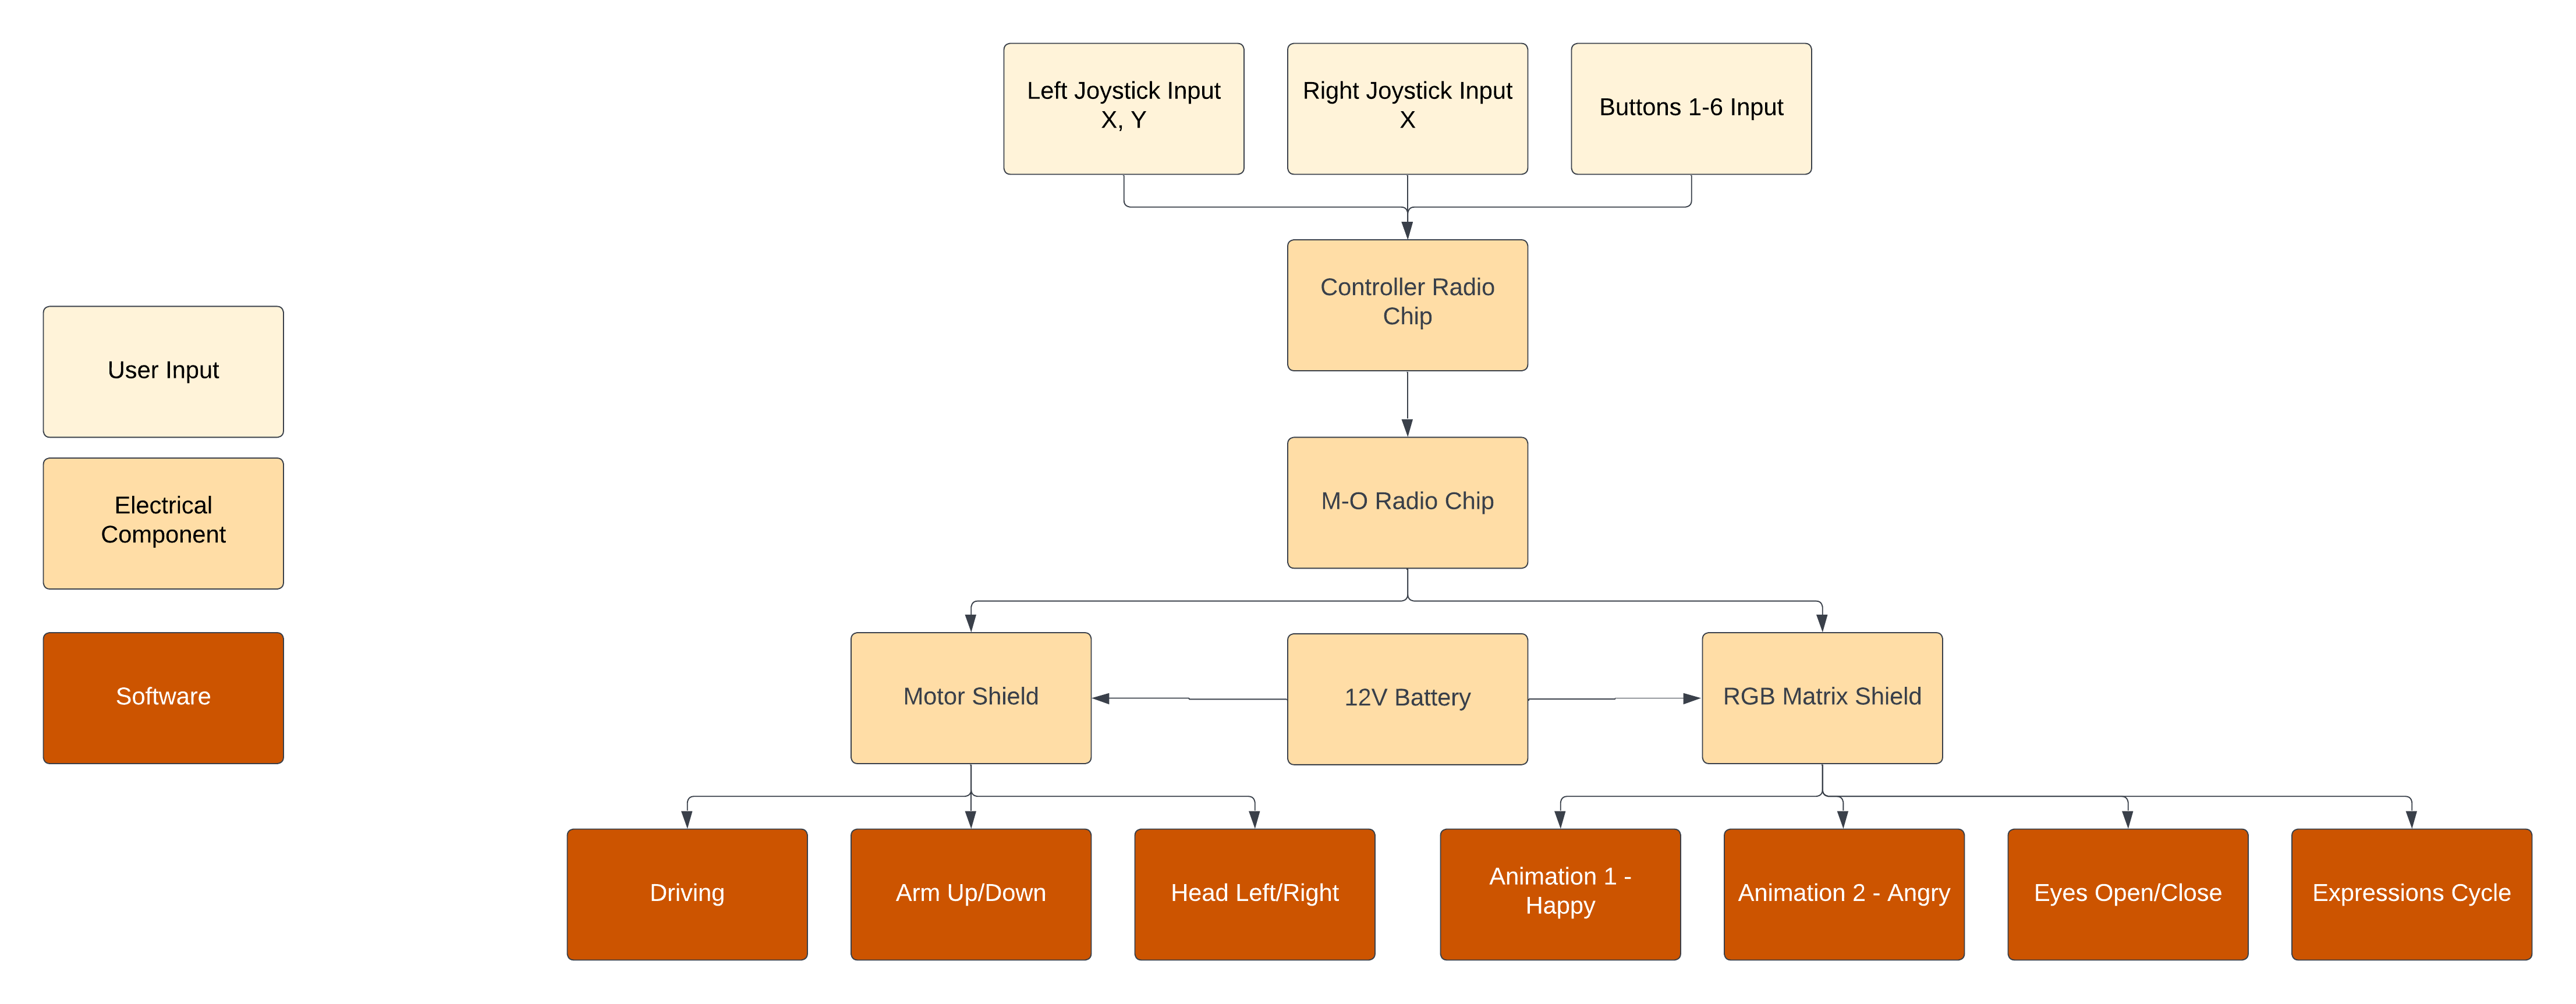 Left Joystick Input
X, Y
Right Joystick Input
X
Buttons 1-6 Input
Controller Radio
Chip
User Input
M-O Radio Chip
Electrical
Component
Software
Motor Shield
12V Battery
RGB Matrix Shield
Driving
Arm Up/Down
Head Left/Right
Animation 1 -
Happy
Animation 2 - Angry
Eyes Open/Close
Expressions Cycle